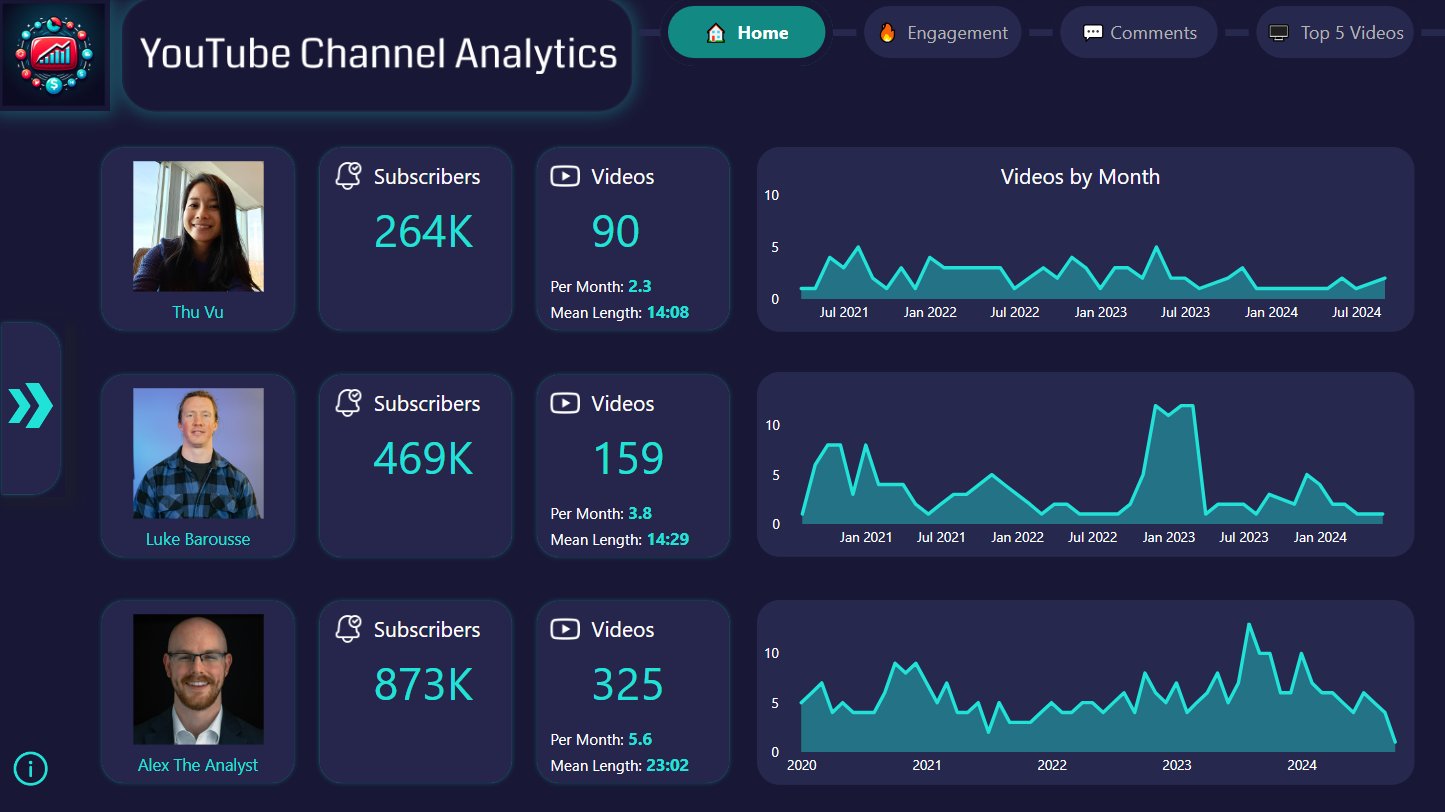 YouTube Channel Analytics
Home
Engagement
Comments
Top 5 Videos
Thu Vu
Subscribers
264K
Videos
90
Per Month: 2.3
Mean Length: 14:08
Videos by Month
10
5
0
Jul 2021 Jan 2022 Jul 2022 Jan 2023 Jul 2023 Jan 2024 Jul 2024
Luke Barousse
Subscribers
469K
Videos
159
Per Month: 3.8
Mean Length: 14:29
10
5
0
Jan 2021 Jul 2021 Jan 2022 Jul 2022 Jan 2023 Jul 2023 Jan 2024
Alex The Analyst
Subscribers
873K
Videos
325
Per Month: 5.6
Mean Length: 23:02
10
5
0
2020 2021 2022 2023 2024